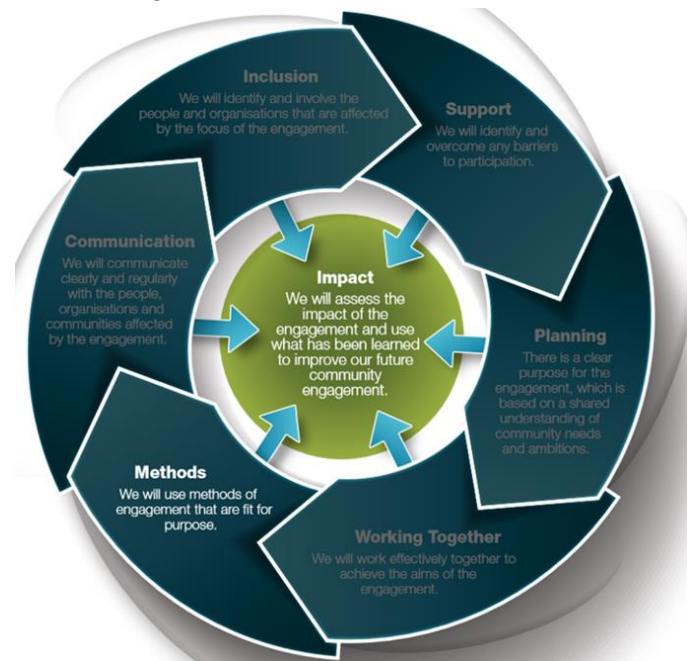 Inclusion
We will identify and involve the
people and organisations that are affected
by the focus of the engagement.
Support
We will identify and
overcome any barriers
to participation.
Planning
There is a clear
purpose for the
engagement, which is
based on a shared
understanding of
community needs
and ambitions.
Working Together
We will work effectively together to
achieve the aims of the
engagement.
Methods
We will use methods of
engagement that are fit for
purpose.
Communication
We will communicate
clearly and regularly
with the people,
organisations and
communities affected
by the engagement.
Impact
We will assess the
impact of the
engagement and use
what has been learned
to improve our future
community
engagement.